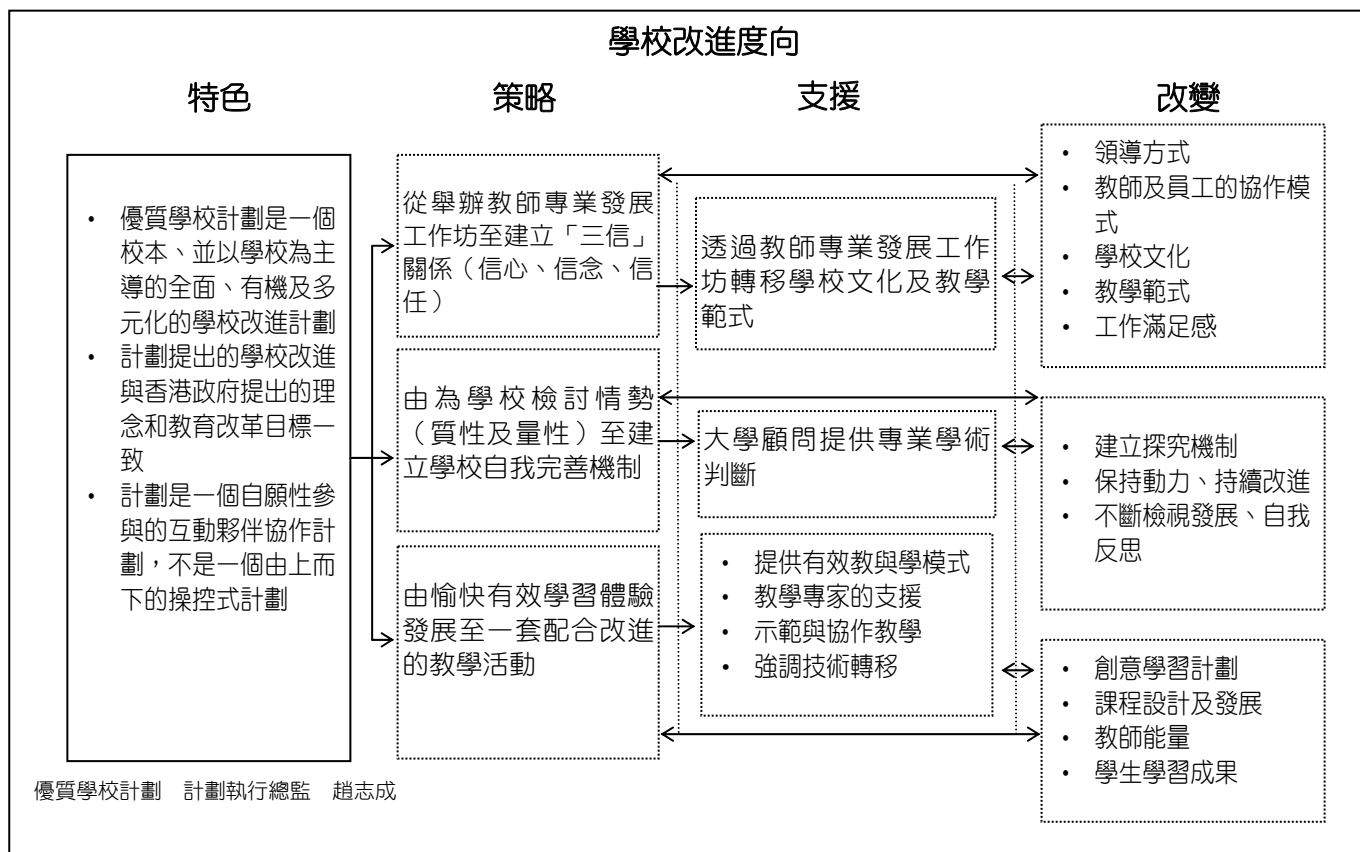 學校改進度向
特色
策略
支援
改變
• 優質學校計劃是一個
校本、並以學校為主
導的全面、有機及多
元化的學校改進計劃
• 計劃提出的學校改進
與香港政府提出的理
念和教育改革目標一
致
• 計劃是一個自願性參
與的互動夥伴協作計
劃，不是一個由上而
下的操控式計劃
從舉辦教師專業發展
工作坊至建立「三信」
關係（信心、信念、信
任）
由為學校檢討情勢
（質性及量性）至建
立學校自我完善機制
由愉快有效學習體驗
發展至一套配合改進
的教學活動
透過教師專業發展工作
坊轉移學校文化及教學
範式
大學顧問提供專業學術
判斷
• 提供有效教與學模式
• 教學專家的支援
• 示範與協作教學
• 強調技術轉移
• 領導方式
• 教師及員工的協作模
式
• 學校文化
• 教學範式
• 工作滿足感
• 建立探究機制
• 保持動力、持續改進
• 不斷檢視發展、自我
反思
• 創意學習計劃
• 課程設計及發展
• 教師能量
• 學生學習成果
優質學校計劃　計劃執行總監　趙志成